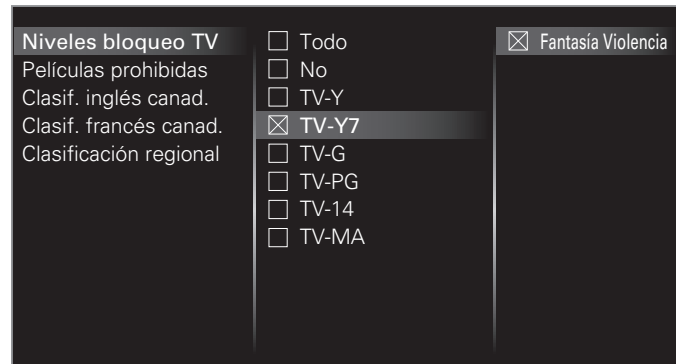 Niveles bloqueo TV
Películas prohibidas
Clasif. inglés canad.
Clasif. francés canad.
Clasificación regional
Todo
No
TV-Y
TV-Y7
TV-G
TV-PG
TV-14
TV-MA
Fantasía Violencia